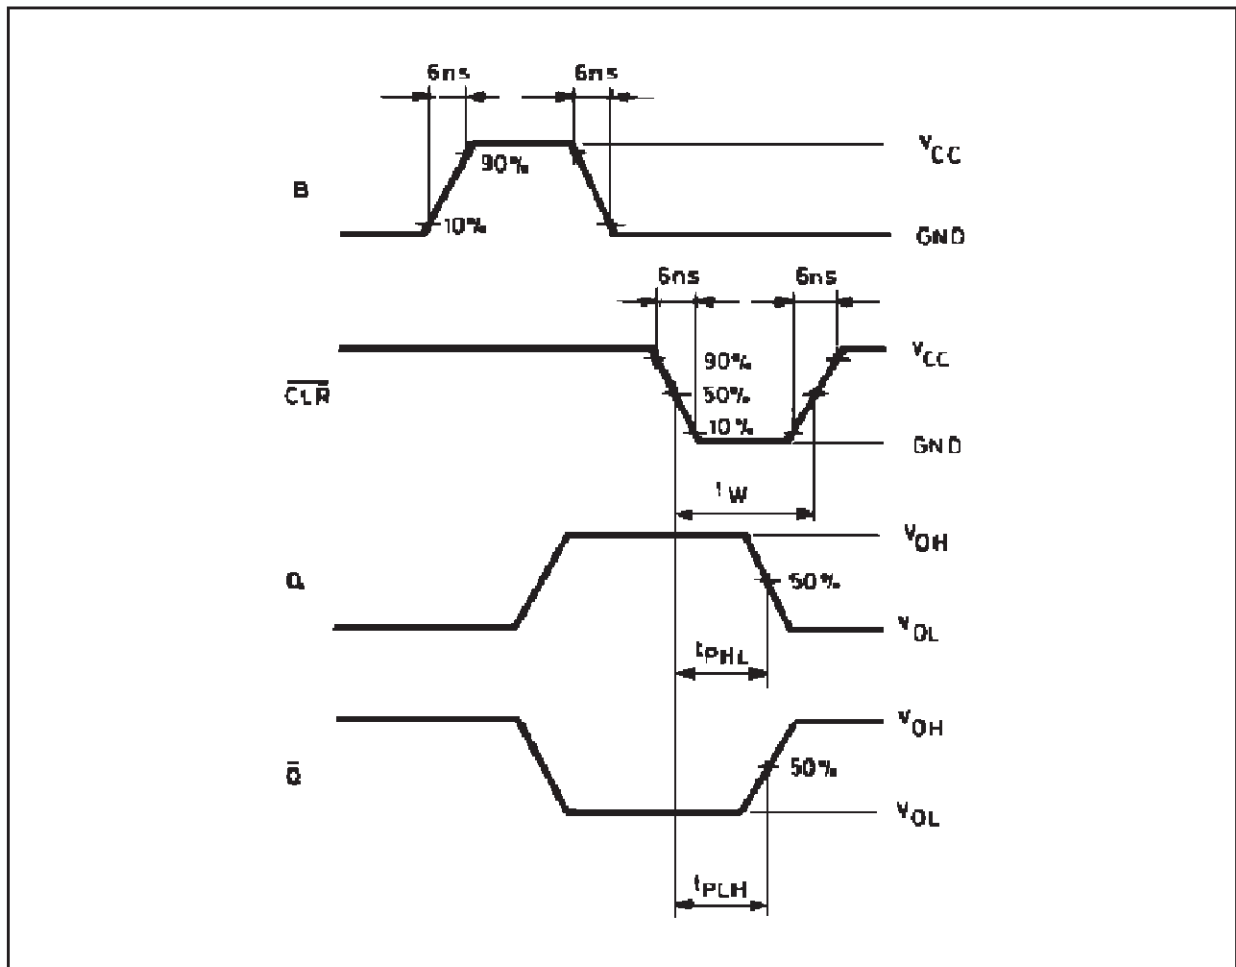 6ns 6ns
VCC
90%
B
10%
GND
6ns 6ns
VCC
90%
CLR
50%
10%
GND
tW
VOH
Q
50%
VOL
tPHL
VOH
50%
Q
VOL
tPLH